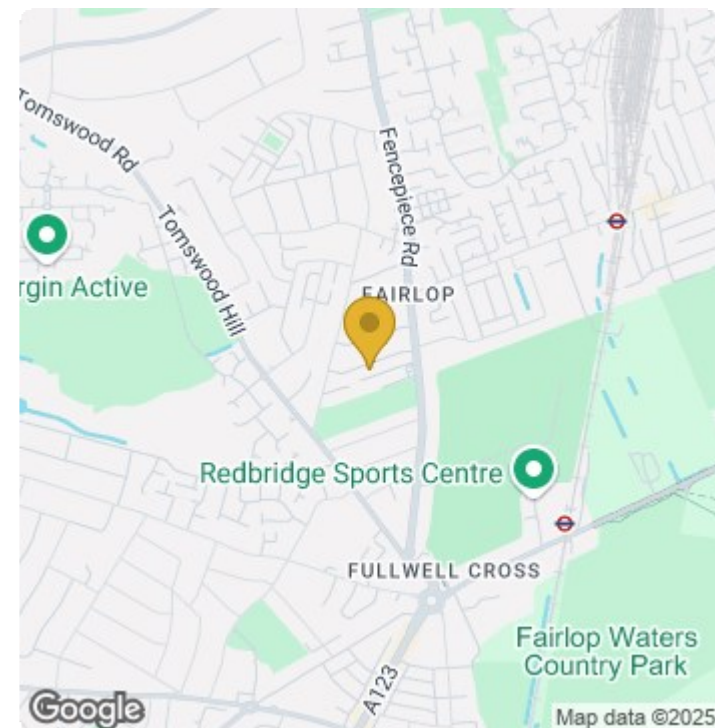 Tomswood Rd
Fencepiece Rd
Tomswood Hill
rgin Active
FAIRLOP
Redbridge Sports Centre
FULLWELL CROSS
Fairlop Waters
Country Park
A123
Google
Map data ©2025